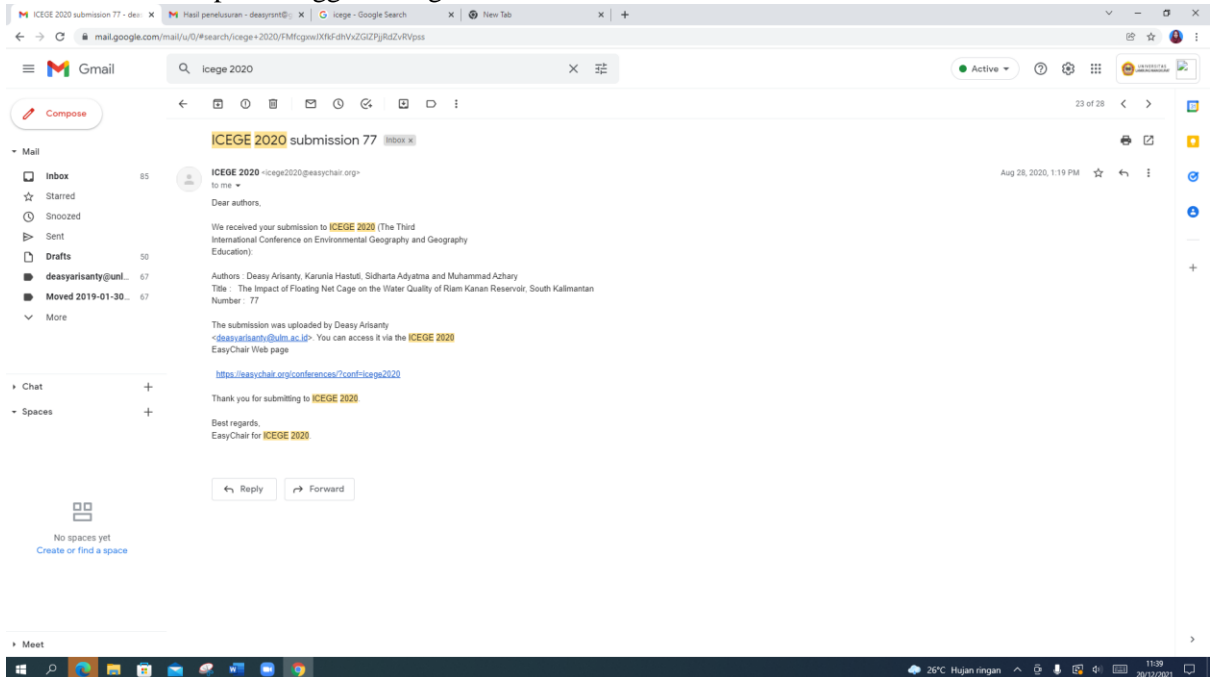 ICEGE 2020 submission 77 - dea
Hasil penelusuran - deasyrsnt@g
icege - Google Search
New Tab
mail.google.com/mail/u/0/#search/icege+2020/FMfcgxwJXfkFdhVxZGlZPjjRdZvRVpss
Gmail
icege 2020
Active
UNIVERSITAS
Compose
23 of 28
ICEGE 2020 submission 77 Inbox x
Mail
Inbox 85
Starred
Snoozed
Sent
Drafts 50
deasyarisanty@unl... 67
Moved 2019-01-30... 67
More
ICEGE 2020 <icege2020@easychair.org>
Aug 28, 2020, 1:19 PM
to me
Dear authors,
We received your submission to ICEGE 2020 (The Third
International Conference on Environmental Geography and Geography
Education):
Authors : Deasy Arisanty, Karunia Hastuti, Sidharta Adyatma and Muhammad Azhary
Title : The Impact of Floating Net Cage on the Water Quality of Riam Kanan Reservoir, South Kalimantan
Number : 77
The submission was uploaded by Deasy Arisanty
<deasyarisanty@ulm.ac.id>. You can access it via the ICEGE 2020
EasyChair Web page
https://easychair.org/conferences/?conf=icege2020
Thank you for submitting to ICEGE 2020.
Best regards,
EasyChair for ICEGE 2020.
Reply
Forward
Chat
Spaces
No spaces yet
Create or find a space
Meet
26°C Hujan ringan
11:39
20/12/2021